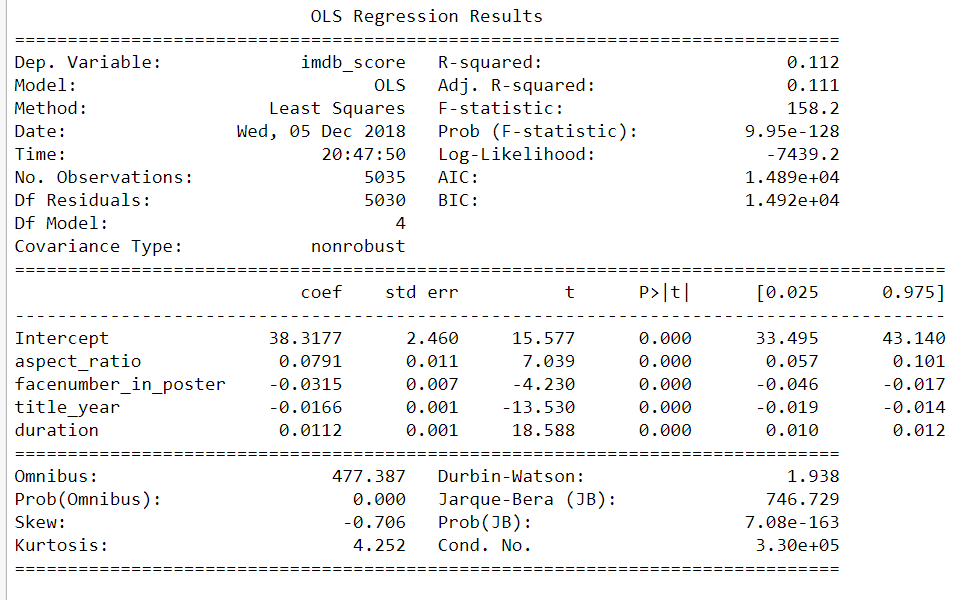 OLS Regression Results
==============================================================================
Dep. Variable: imdb_score R-squared: 0.112
Model: OLS Adj. R-squared: 0.111
Method: Least Squares F-statistic: 158.2
Date: Wed, 05 Dec 2018 Prob (F-statistic): 9.95e-128
Time: 20:47:50 Log-Likelihood: -7439.2
No. Observations: 5035 AIC: 1.489e+04
Df Residuals: 5030 BIC: 1.492e+04
Df Model: 4
Covariance Type: nonrobust
========================================================================================
coef std err t P>|t| [0.025 0.975]
----------------------------------------------------------------------------------------
Intercept 38.3177 2.460 15.577 0.000 33.495 43.140
aspect_ratio 0.0791 0.011 7.039 0.000 0.057 0.101
facenumber_in_poster -0.0315 0.007 -4.230 0.000 -0.046 -0.017
title_year -0.0166 0.001 -13.530 0.000 -0.019 -0.014
duration 0.0112 0.001 18.588 0.000 0.010 0.012
==============================================================================
Omnibus: 477.387 Durbin-Watson: 1.938
Prob(Omnibus): 0.000 Jarque-Bera (JB): 746.729
Skew: -0.706 Prob(JB): 7.08e-163
Kurtosis: 4.252 Cond. No. 3.30e+05
==============================================================================